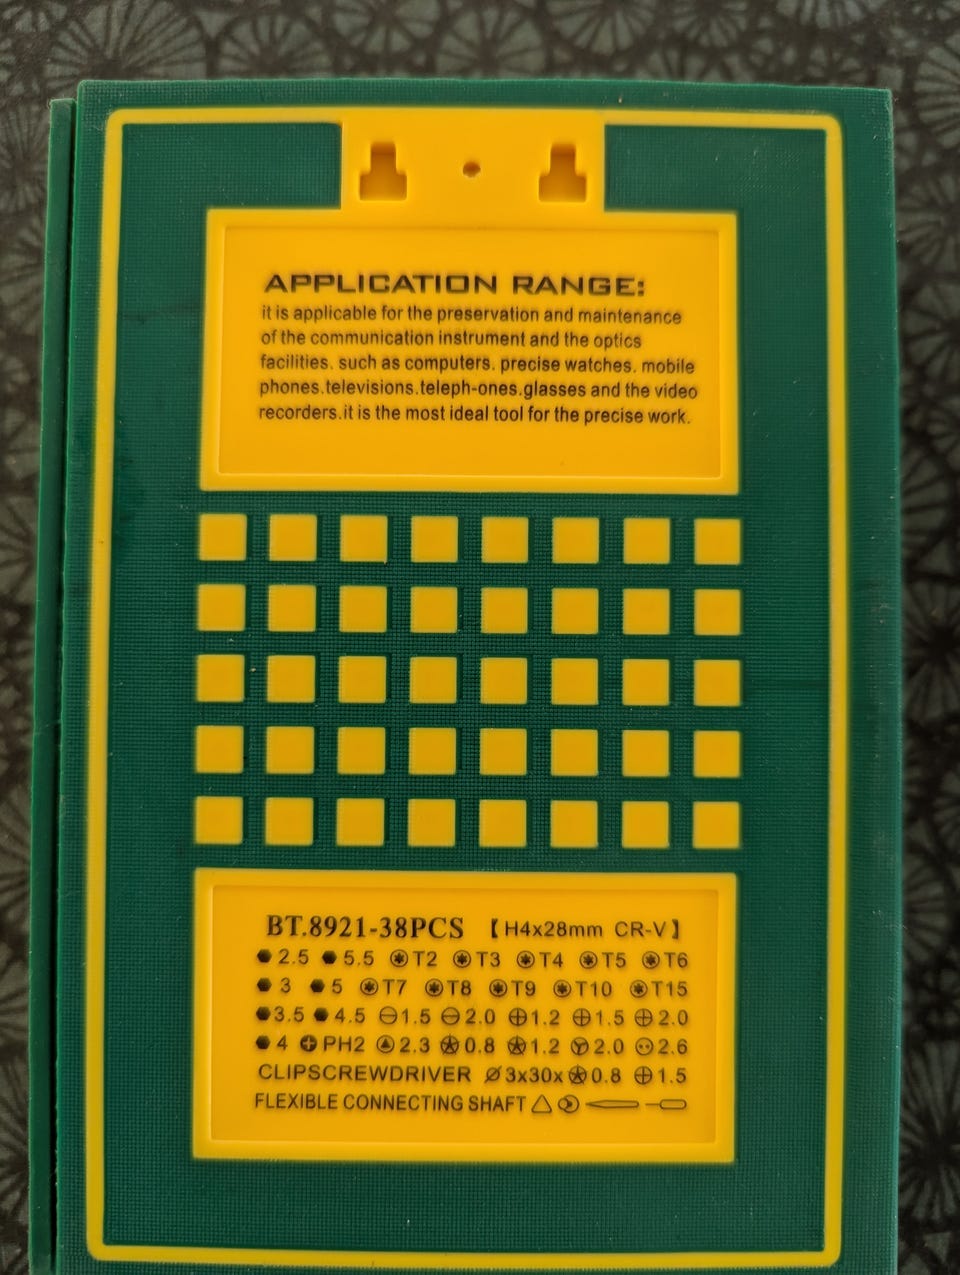 APPLICATION RANGE:
it is applicable for the preservation and maintenance
of the communication instrument and the optics
facilities. such as computers. precise watches. mobile
phones.televisions.teleph-ones.glasses and the video
recorders.it is the most ideal tool for the precise work.
BT.8921-38PCS 【H4x28mm CR-V】
2.5 5.5 T2 T3 T4 T5 T6
3 5 T7 T8 T9 T10 T15
3.5 4.5 1.5 2.0 1.2 1.5 2.0
4 PH2 2.3 0.8 1.2 2.0 2.6
CLIPSCREWDRIVER ⌀3x30x 0.8 1.5
FLEXIBLE CONNECTING SHAFT